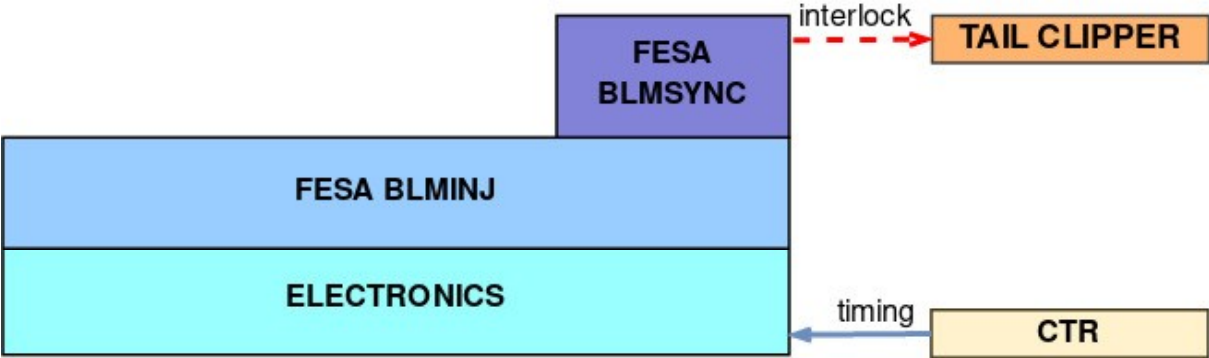 interlock
TAIL CLIPPER
FESA
BLMSYNC
FESA BLMINJ
ELECTRONICS
timing
CTR